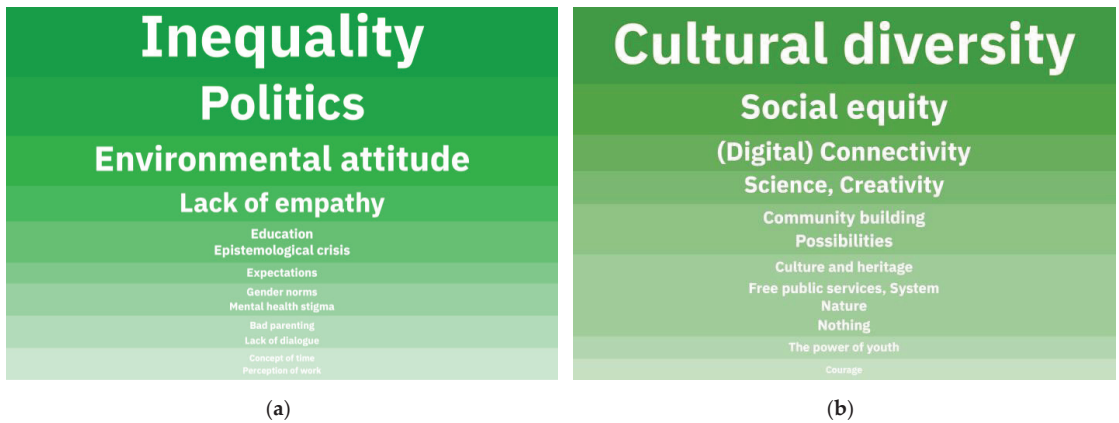 Inequality
Politics
Environmental attitude
Lack of empathy
Education
Epistemological crisis
Expectations
Gender norms
Mental health stigma
Bad parenting
Lack of dialogue
Concept of time
Perception of work
(a)
Cultural diversity
Social equity
(Digital) Connectivity
Science, Creativity
Community building
Possibilities
Culture and heritage
Free public services, System
Nature
Nothing
The power of youth
Courage
(b)